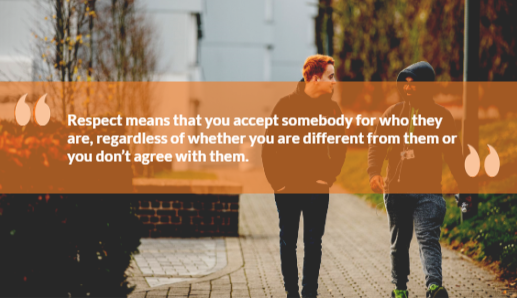 Respect means that you accept somebody for who they
are, regardless of whether you are different from them or
you don't agree with them.